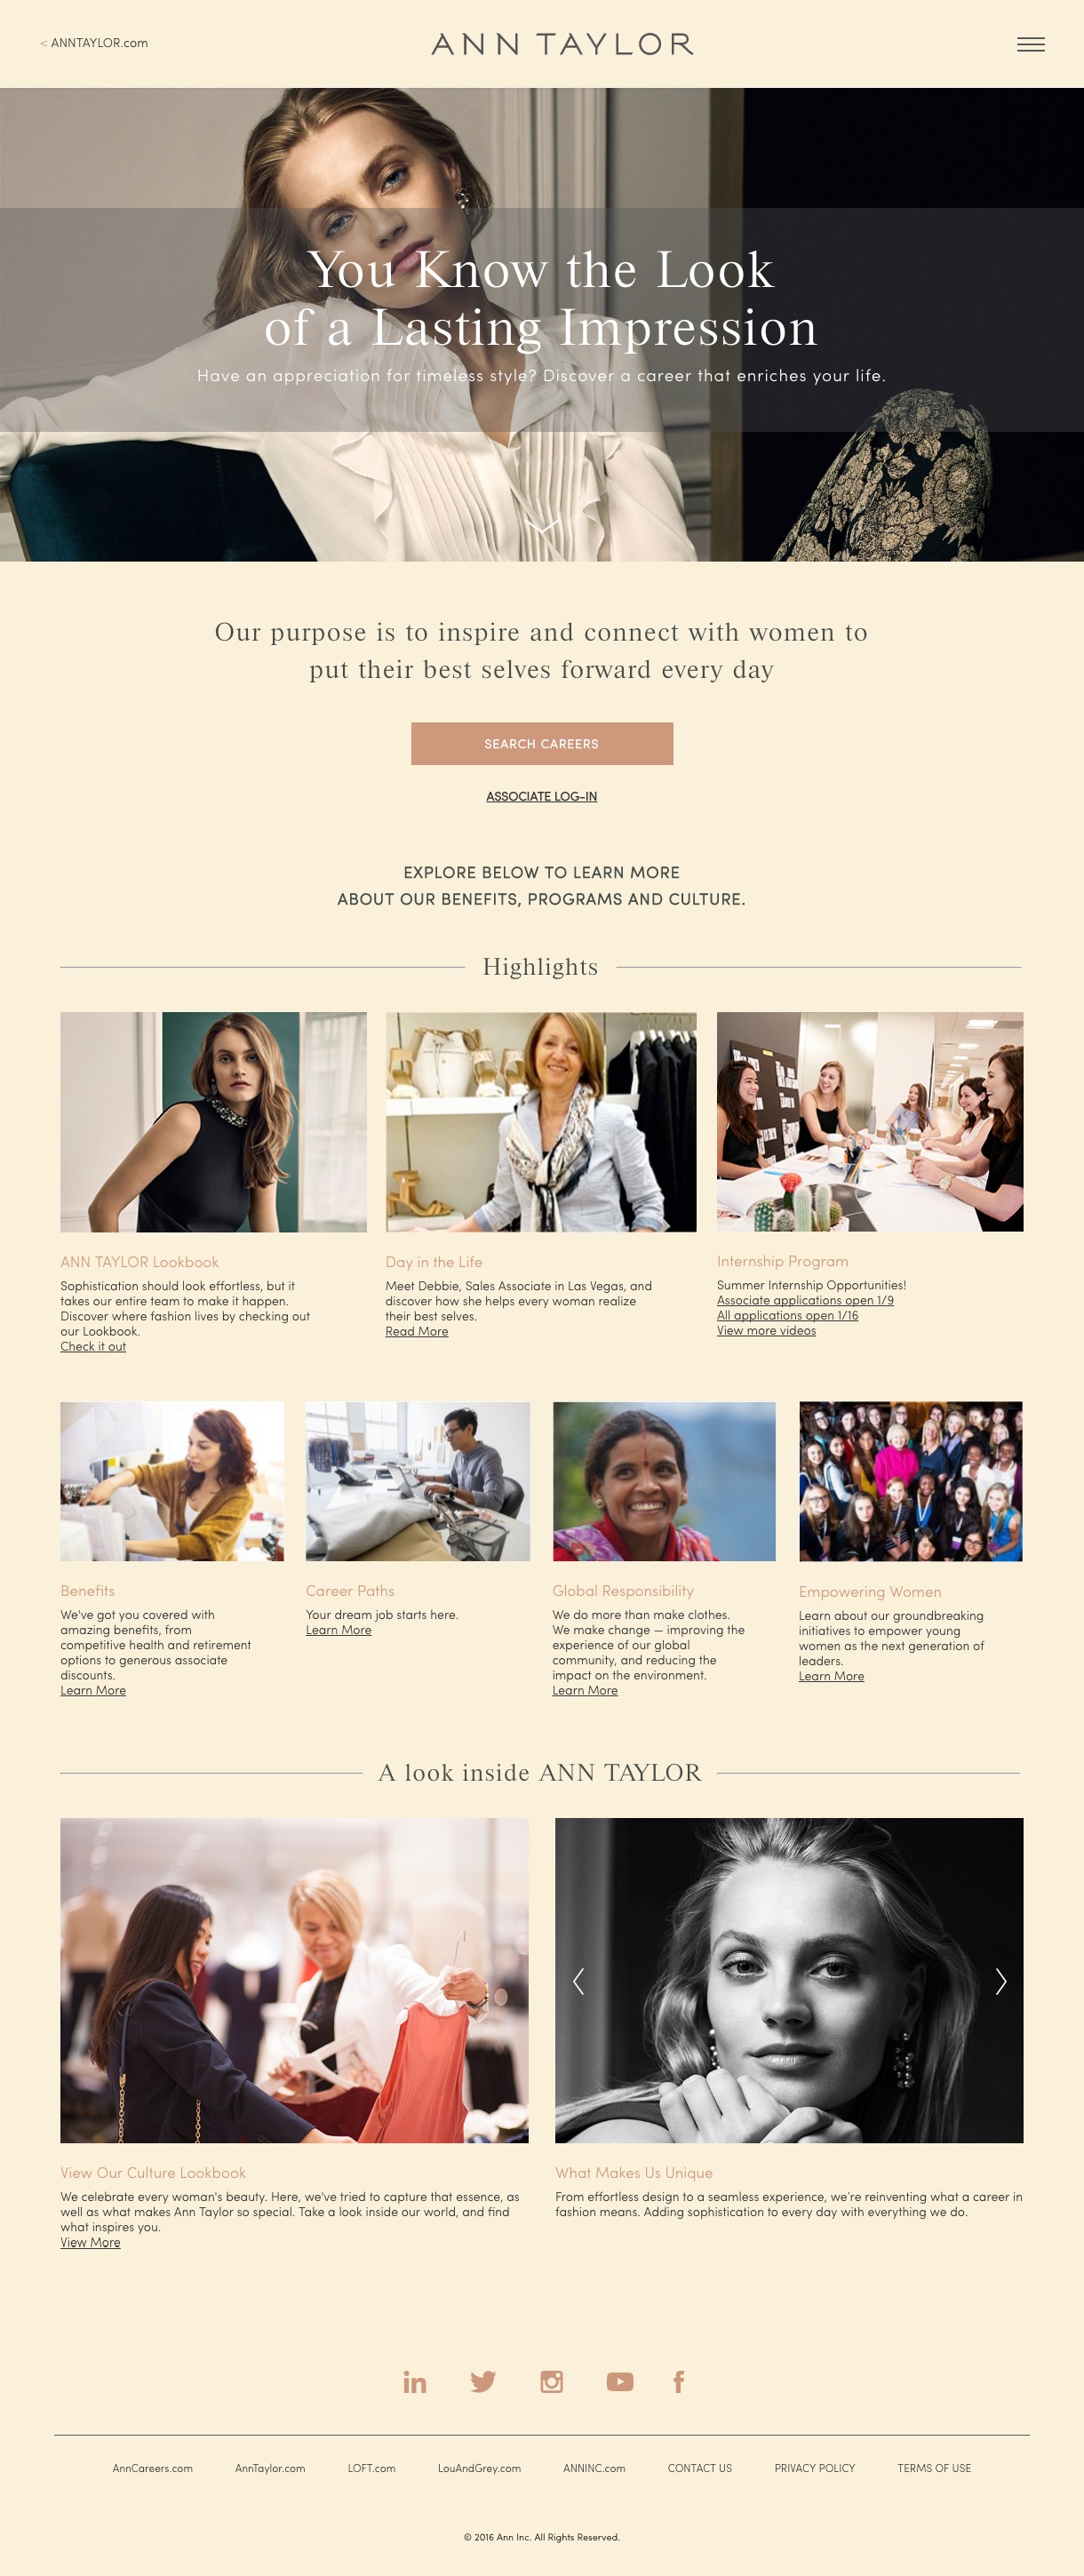 < ANNTAYLOR.com
ANN TAYLOR
You Know the Look
of a Lasting Impression
Have an appreciation for timeless style? Discover a career that enriches your life.
Our purpose is to inspire and connect with women to
put their best selves forward every day
SEARCH CAREERS
ASSOCIATE LOG-IN
EXPLORE BELOW TO LEARN MORE
ABOUT OUR BENEFITS, PROGRAMS AND CULTURE.
Highlights
ANN TAYLOR Lookbook
Sophistication should look effortless, but it
takes our entire team to make it happen.
Discover where fashion lives by checking out
our Lookbook.
Check it out
Day in the Life
Meet Debbie, Sales Associate in Las Vegas, and
discover how she helps every woman realize
their best selves.
Read More
Internship Program
Summer Internship Opportunities!
Associate applications open 1/9
All applications open 1/16
View more videos
Benefits
We've got you covered with
amazing benefits, from
competitive health and retirement
options to generous associate
discounts.
Learn More
Career Paths
Your dream job starts here.
Learn More
Global Responsibility
We do more than make clothes.
We make change — improving the
experience of our global
community, and reducing the
impact on the environment.
Learn More
Empowering Women
Learn about our groundbreaking
initiatives to empower young
women as the next generation of
leaders.
Learn More
A look inside ANN TAYLOR
View Our Culture Lookbook
We celebrate every woman's beauty. Here, we've tried to capture that essence, as
well as what makes Ann Taylor so special. Take a look inside our world, and find
what inspires you.
View More
What Makes Us Unique
From effortless design to a seamless experience, we’re reinventing what a career in
fashion means. Adding sophistication to every day with everything we do.
AnnCareers.com
AnnTaylor.com
LOFT.com
LouAndGrey.com
ANNINC.com
CONTACT US
PRIVACY POLICY
TERMS OF USE
© 2016 Ann Inc. All Rights Reserved.